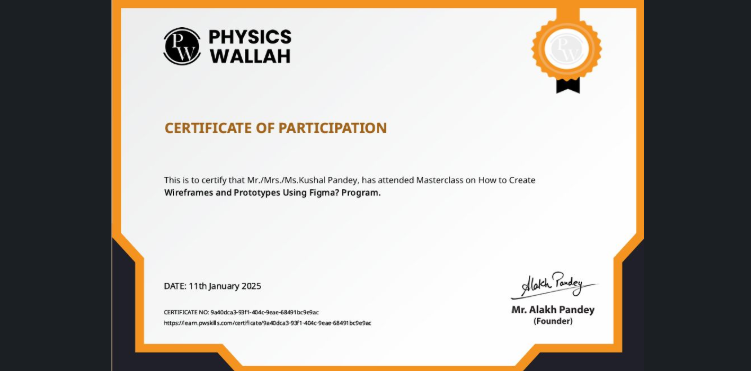 PHYSICS
WALLAH
CERTIFICATE OF PARTICIPATION
This is to certify that Mr./Mrs./Ms.Kushal Pandey, has attended Masterclass on How to Create
Wireframes and Prototypes Using Figma? Program.
DATE: 11th January 2025
CERTIFICATE NO: 9a40dca3-93f1-404c-9eae-68491bc9e9ac
https://learn.pwskills.com/certificate/9a40dca3-93f1-404c-9eae-68491bc9e9ac
Alakh Pandey
Mr. Alakh Pandey
(Founder)